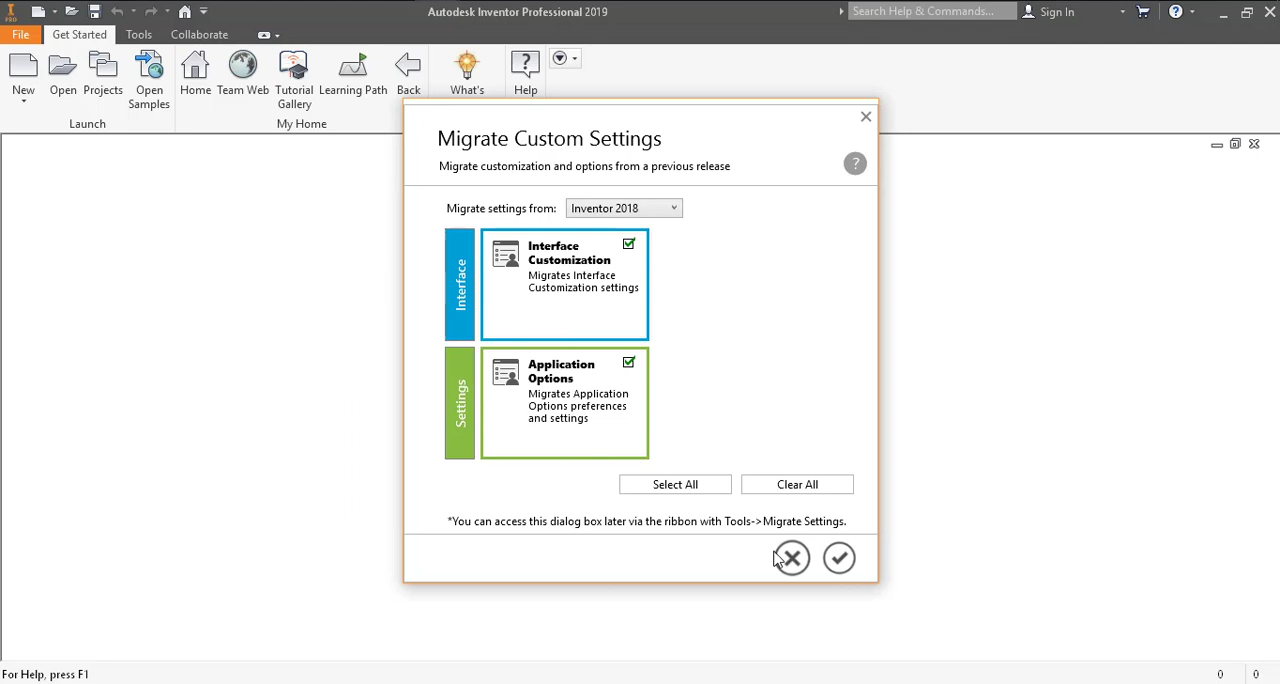 PRO
Autodesk Inventor Professional 2019
Search Help & Commands...
Sign In
File
Get Started
Tools
Collaborate
New
Open
Projects
Open
Samples
Home
Team Web
Tutorial
Gallery
Learning Path
Back
What's
Help
Launch
My Home
Migrate Custom Settings
Migrate customization and options from a previous release
Migrate settings from: Inventor 2018
Interface
Interface
Customization
Migrates Interface
Customization settings
Settings
Application
Options
Migrates Application
Options preferences
and settings
Select All
Clear All
*You can access this dialog box later via the ribbon with Tools->Migrate Settings.
For Help, press F1
0 0